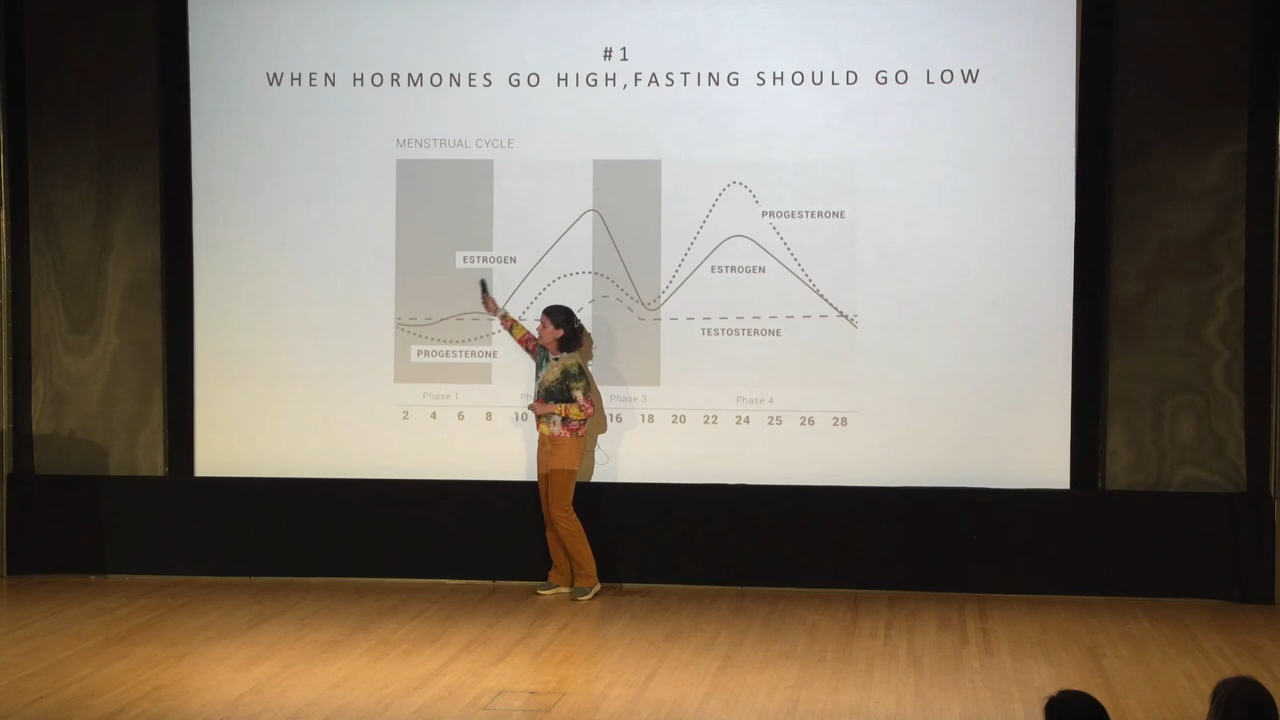 #1
WHEN HORMONES GO HIGH,FASTING SHOULD GO LOW
MENSTRUAL CYCLE
PROGESTERONE
ESTROGEN
ESTROGEN
TESTOSTERONE
PROGESTERONE
Phase 1 Phase 3 Phase 4
2 4 6 8 10 16 18 20 22 24 25 26 28